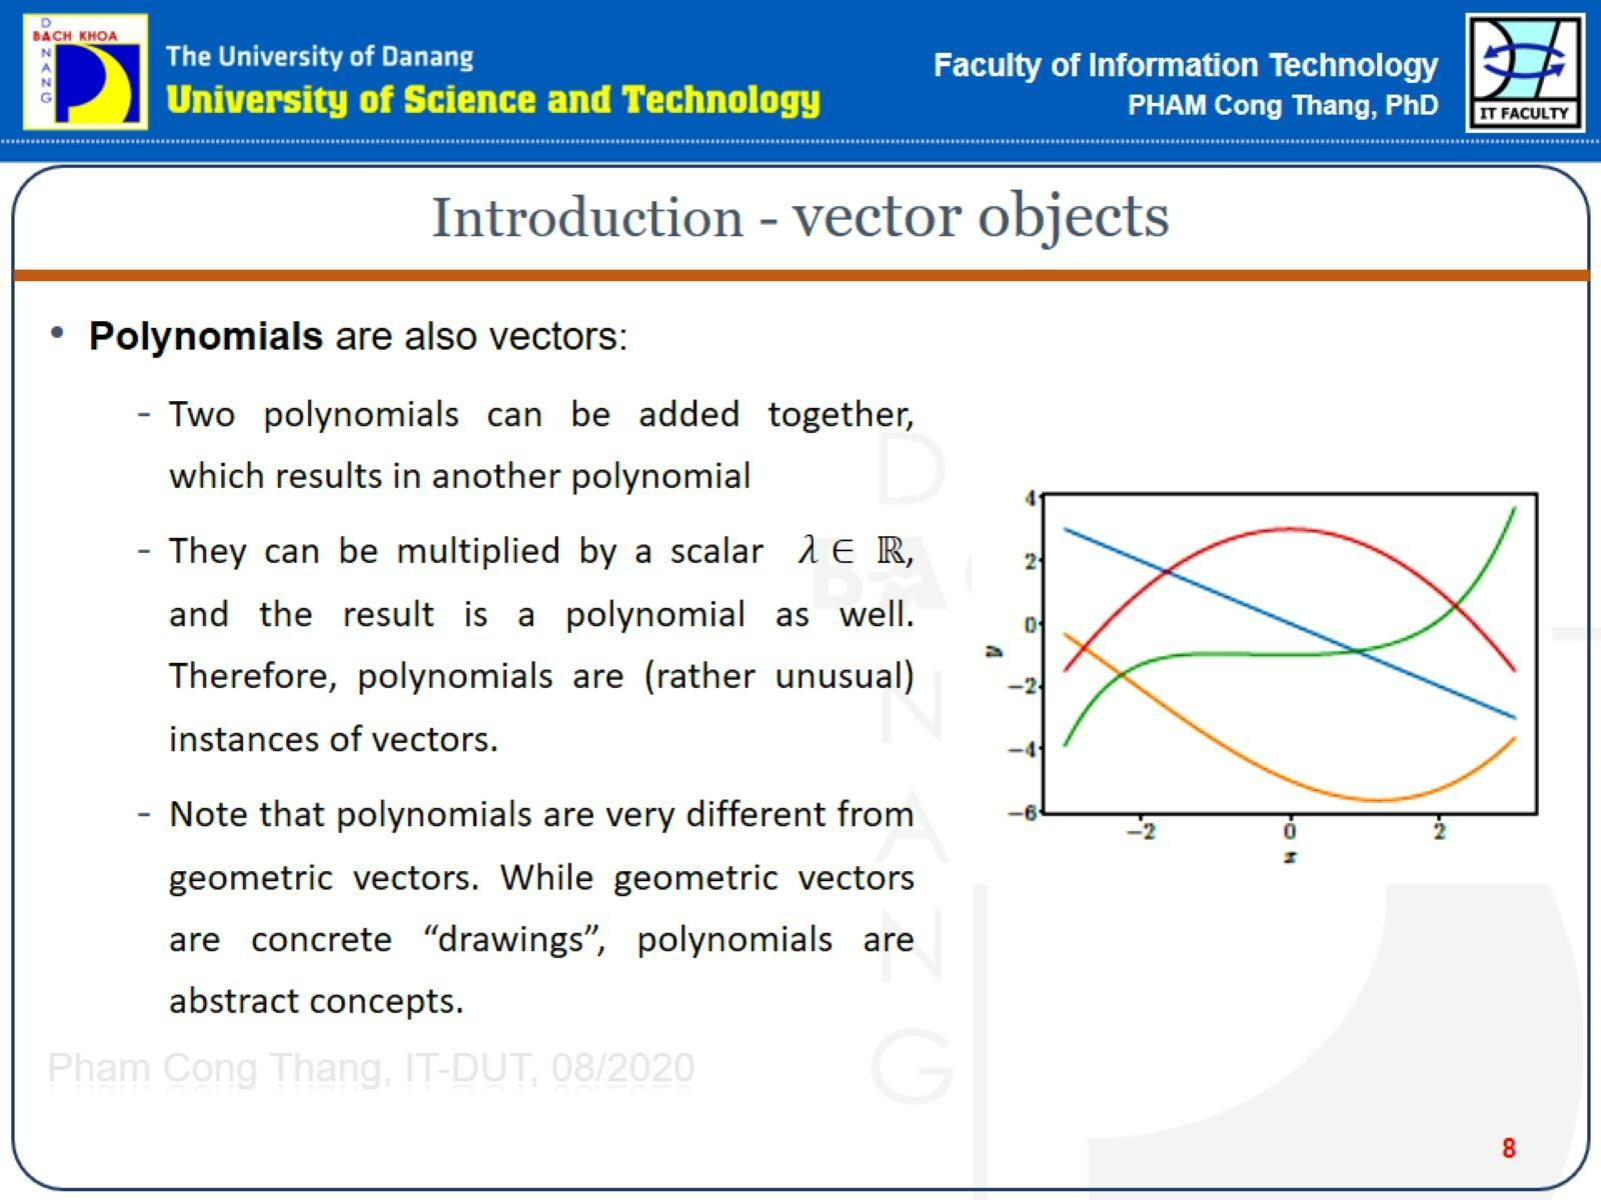 DANANG
BACH KHOA
The University of Danang
University of Science and Technology
Faculty of Information Technology
PHAM Cong Thang, PhD
IT FACULTY
Introduction - vector objects
• Polynomials are also vectors:
- Two polynomials can be added together,
which results in another polynomial
- They can be multiplied by a scalar λ ∈ ℝ,
and the result is a polynomial as well.
Therefore, polynomials are (rather unusual)
instances of vectors.
- Note that polynomials are very different from
geometric vectors. While geometric vectors
are concrete “drawings”, polynomials are
abstract concepts.
4
2
0
−2
−4
−6
y
−2 0 2
x
Pham Cong Thang, IT-DUT, 08/2020
8